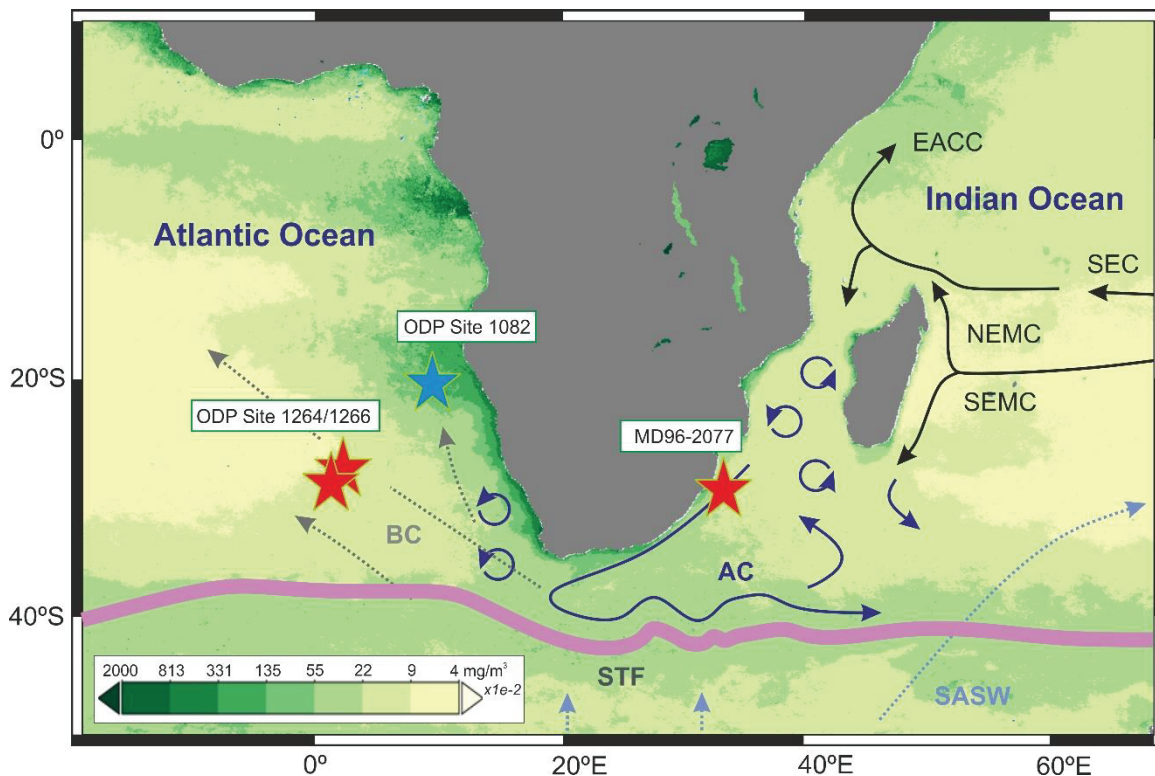 0º
EACC
Indian Ocean
Atlantic Ocean
SEC
ODP Site 1082
NEMC
20ºS
SEMC
ODP Site 1264/1266
MD96-2077
BC
AC
40ºS
2000 813 331 135 55 22 9 4 mg/m³
x1e-2
STF
SASW
0º 20ºE 40ºE 60ºE